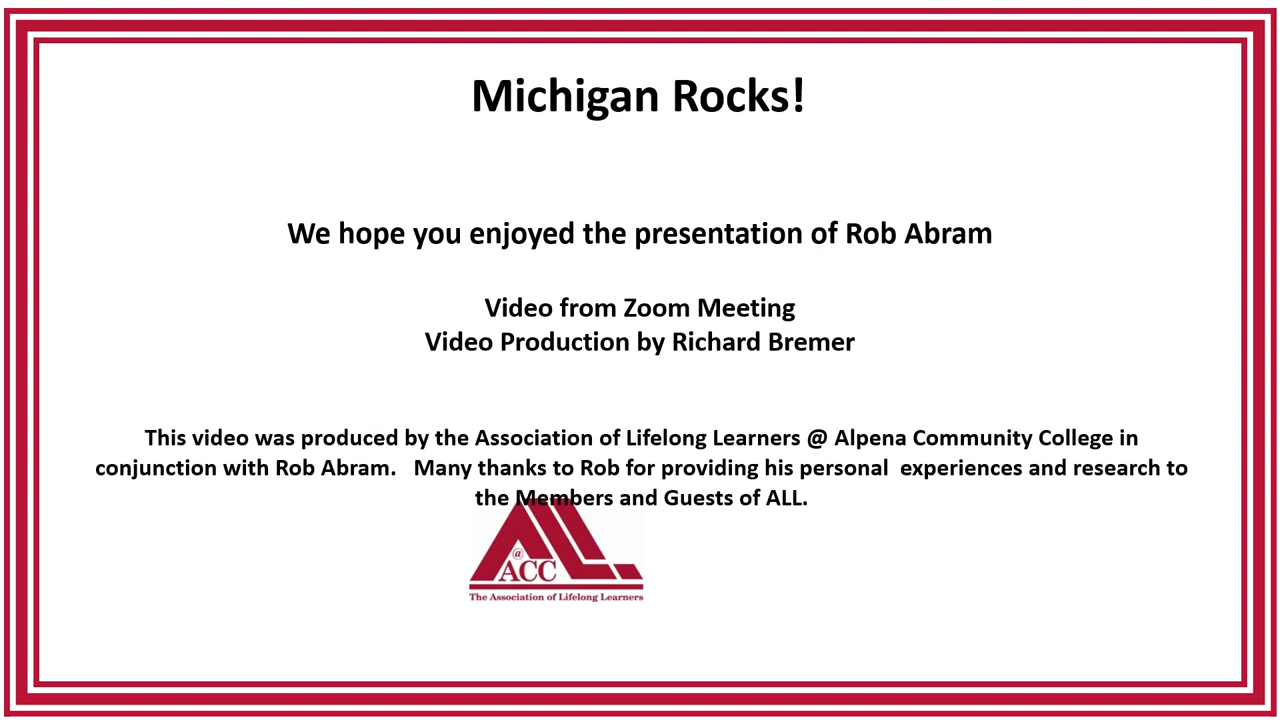 Michigan Rocks!
We hope you enjoyed the presentation of Rob Abram
Video from Zoom Meeting
Video Production by Richard Bremer
This video was produced by the Association of Lifelong Learners @ Alpena Community College in
conjunction with Rob Abram.   Many thanks to Rob for providing his personal  experiences and research to
the Members and Guests of ALL.
ALL
@
ACC
The Association of Lifelong Learners